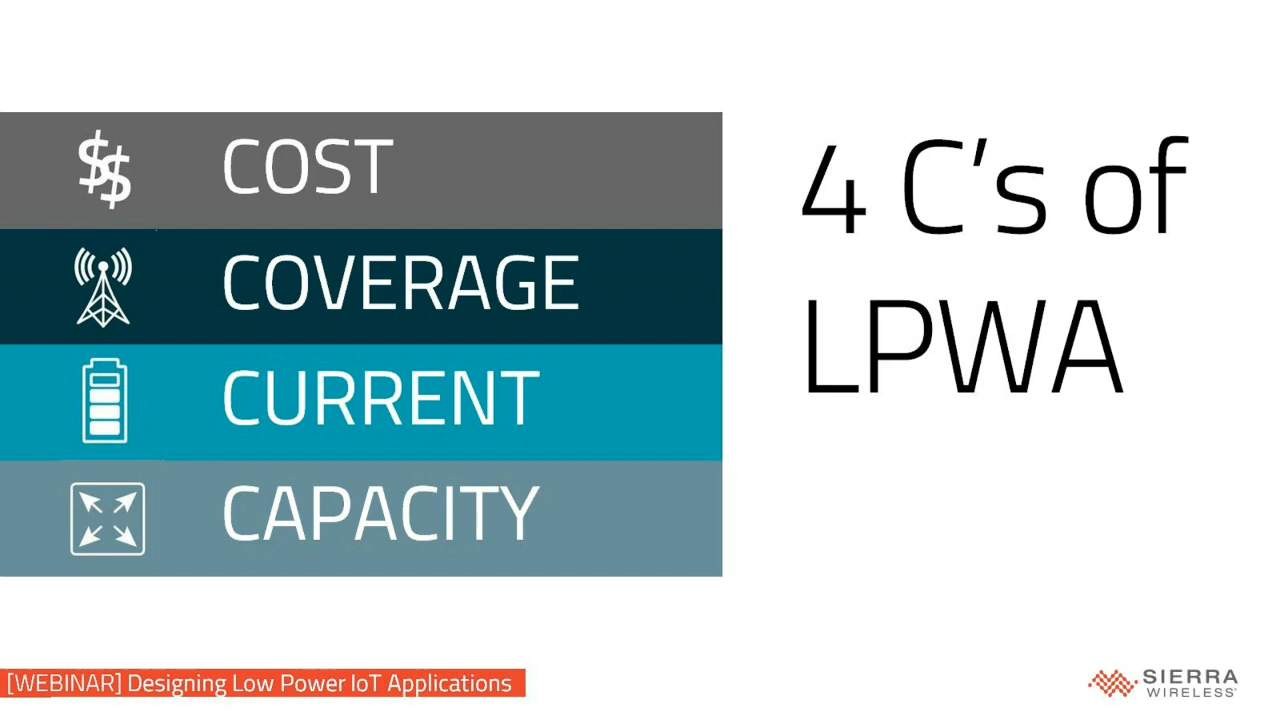 $$ COST
COVERAGE
CURRENT
CAPACITY
4 C's of
LPWA
[WEBINAR] Designing Low Power IoT Applications
SIERRA
WIRELESS